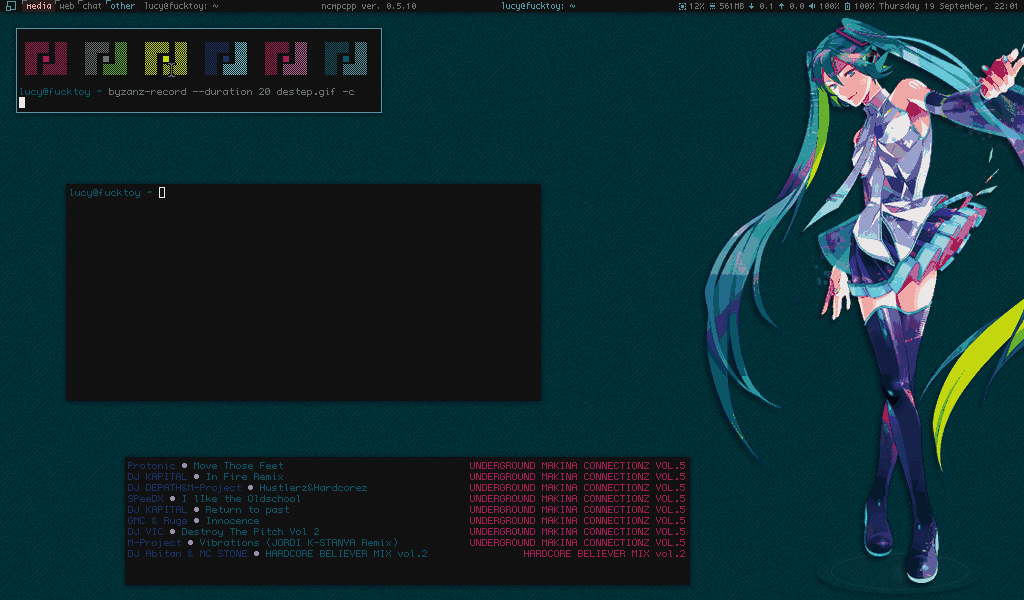 media web chat other lucy@fucktoy: ~ ncmpcpp ver. 0.5.10 lucy@fucktoy: ~ 12% 561MB 0.1 0.0 100% 100% Thursday 19 September, 22:01
lucy@fucktoy ~ byzanz-record --duration 20 destep.gif -c
lucy@fucktoy ~
Protonic ● Move Those Feet UNDERGROUND MAKINA CONNECTIONZ VOL.5
DJ KAPITAL ● In Fire Remix UNDERGROUND MAKINA CONNECTIONZ VOL.5
DJ DEPATH&M-Project ● Hustlerz&Hardcorez UNDERGROUND MAKINA CONNECTIONZ VOL.5
SPeeDX ● I lIke the Oldschool UNDERGROUND MAKINA CONNECTIONZ VOL.5
DJ KAPITAL ● Return to past UNDERGROUND MAKINA CONNECTIONZ VOL.5
GMC & Ruge ● Innocence UNDERGROUND MAKINA CONNECTIONZ VOL.5
DJ VIC ● Destroy The Pitch Vol 2 UNDERGROUND MAKINA CONNECTIONZ VOL.5
M-Project ● Vibrations (JORDI K-STANYA Remix) UNDERGROUND MAKINA CONNECTIONZ VOL.5
DJ Abitan & MC STONE ● HARDCORE BELIEVER MIX vol.2 HARDCORE BELIEVER MIX vol.2